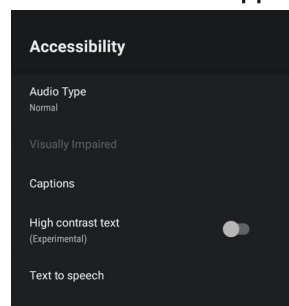 Accessibility
Audio Type
Normal
Visually Impaired
Captions
High contrast text
(Experimental)
Text to speech